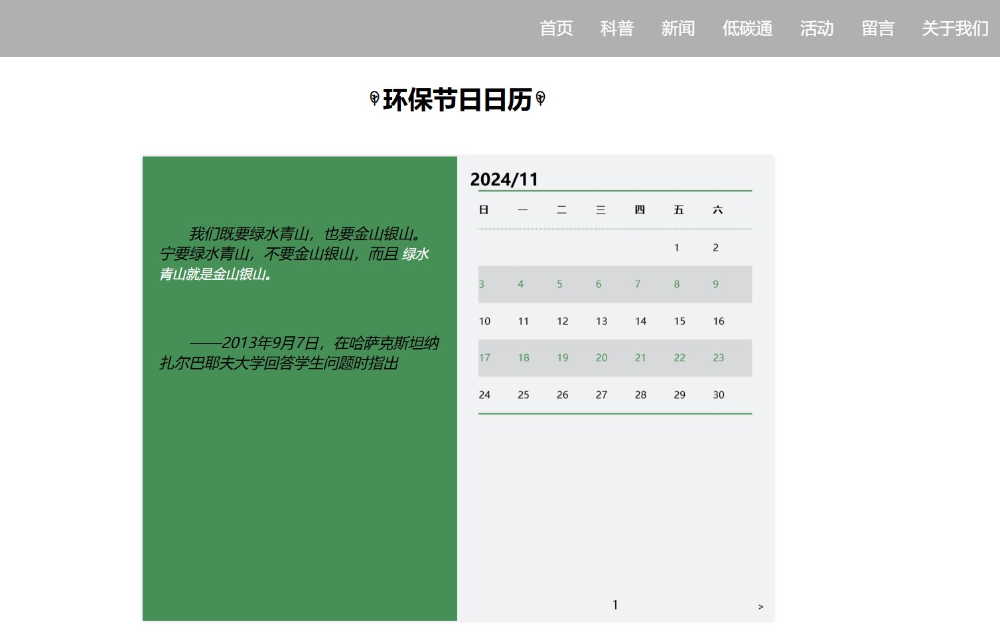 首页 科普 新闻 低碳通 活动 留言 关于我们
环保节日日历
我们既要绿水青山，也要金山银山。
宁要绿水青山，不要金山银山，而且 绿水
青山就是金山银山。
——2013年9月7日，在哈萨克斯坦纳
扎尔巴耶夫大学回答学生问题时指出
2024/11
日 一 二 三 四 五 六
1 2
3 4 5 6 7 8 9
10 11 12 13 14 15 16
17 18 19 20 21 22 23
24 25 26 27 28 29 30
1 >